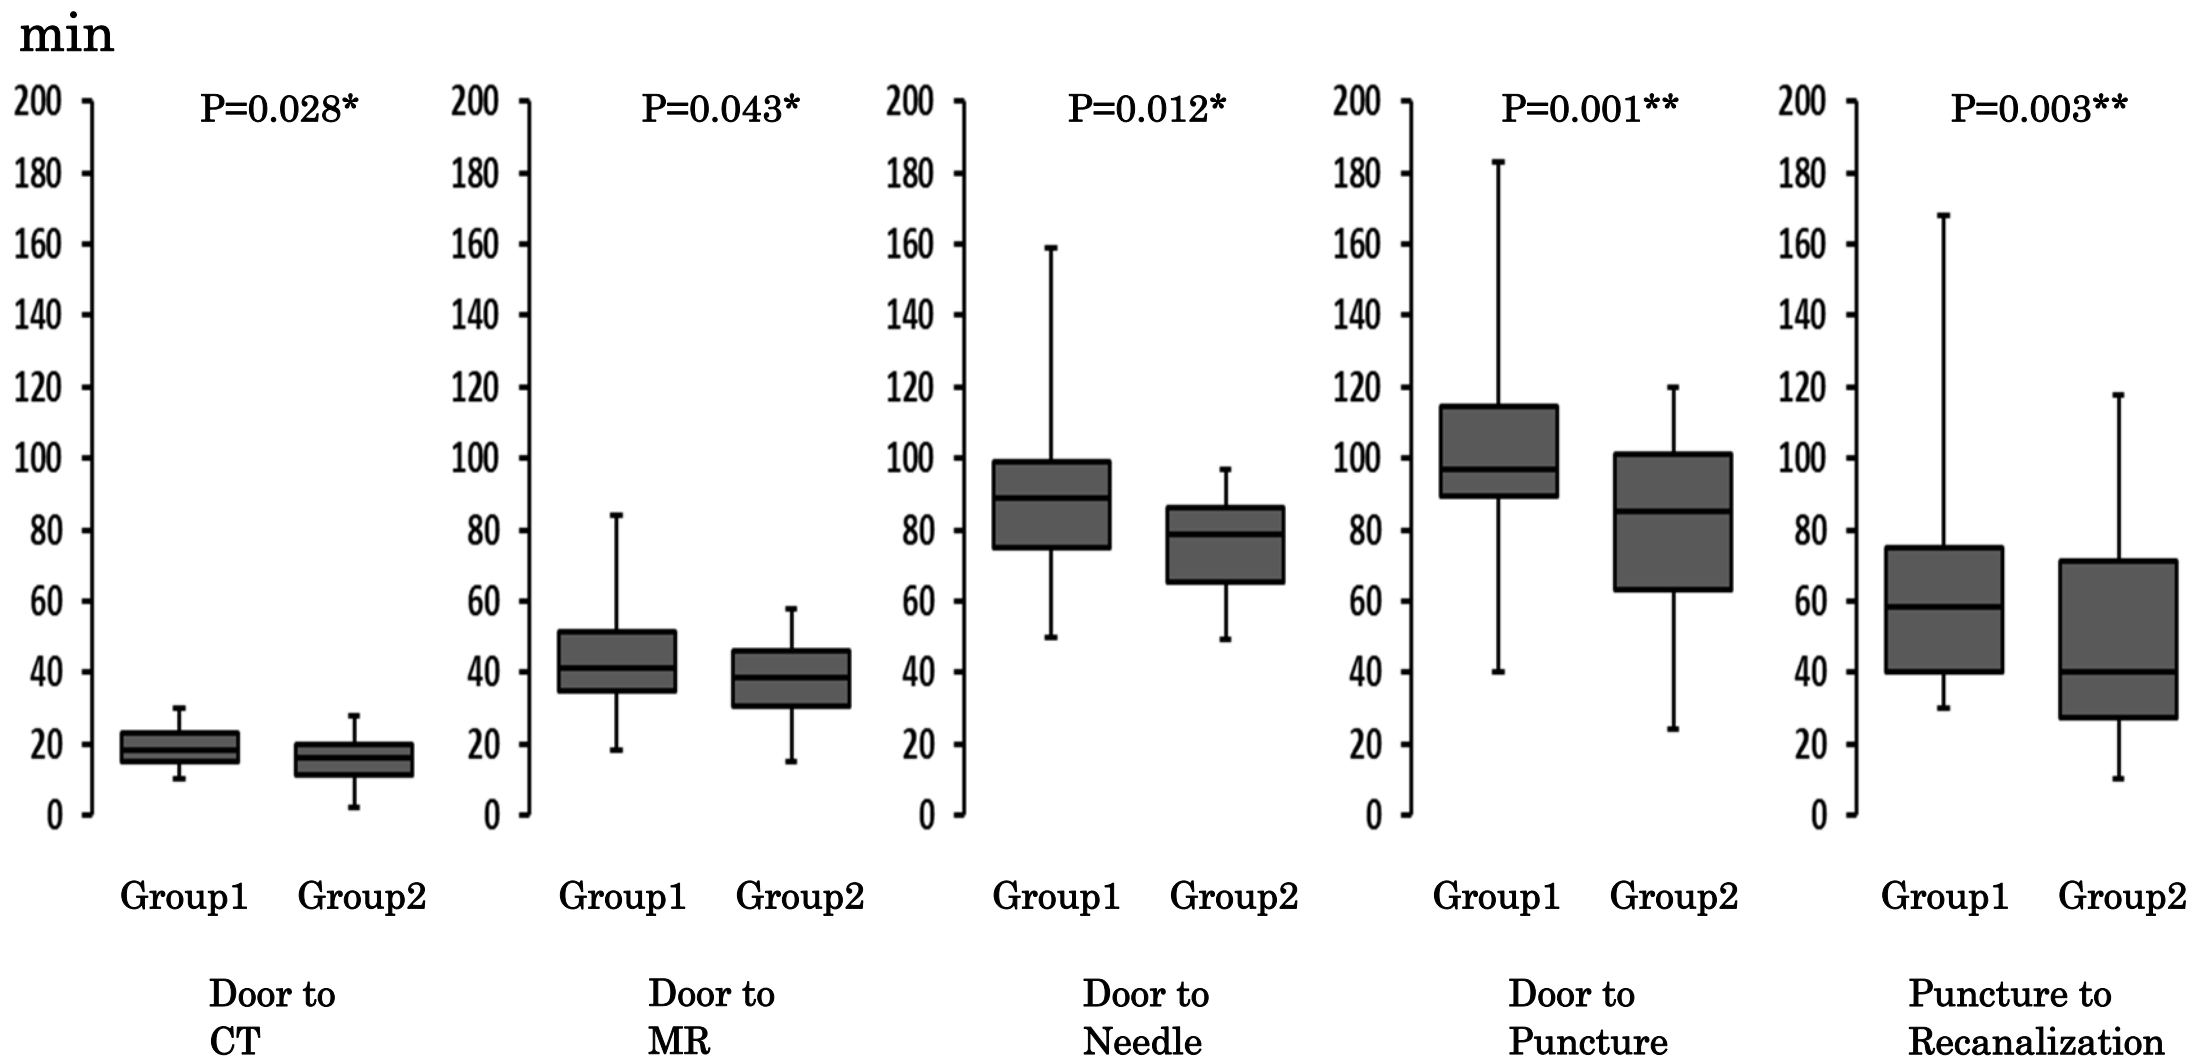 min
P=0.028*
P=0.043*
P=0.012*
P=0.001**
P=0.003**
200
180
160
140
120
100
80
60
40
20
0
200
180
160
140
120
100
80
60
40
20
0
200
180
160
140
120
100
80
60
40
20
0
200
180
160
140
120
100
80
60
40
20
0
200
180
160
140
120
100
80
60
40
20
0
Group1 Group2
Group1 Group2
Group1 Group2
Group1 Group2
Group1 Group2
Door to
CT
Door to
MR
Door to
Needle
Door to
Puncture
Puncture to
Recanalization